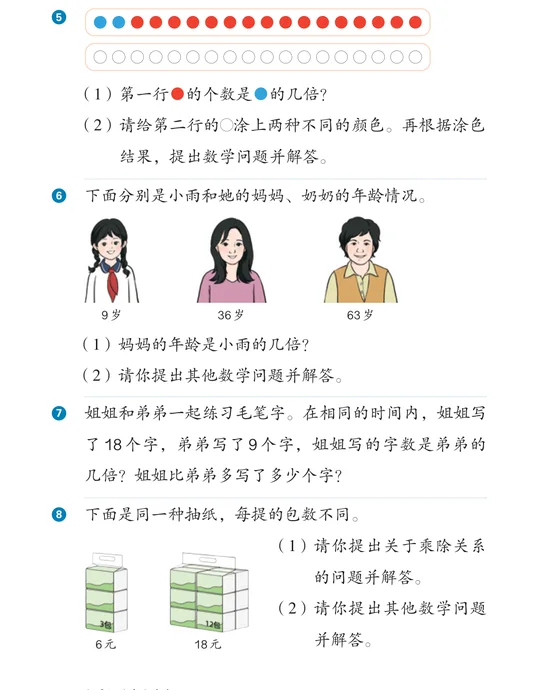 5
（1）第一行●的个数是●的几倍？
（2）请给第二行的○涂上两种不同的颜色。再根据涂色
结果，提出数学问题并解答。
6 下面分别是小雨和她的妈妈、奶奶的年龄情况。
9岁 36岁 63岁
（1）妈妈的年龄是小雨的几倍？
（2）请你提出其他数学问题并解答。
7 姐姐和弟弟一起练习毛笔字。在相同的时间内，姐姐写
了18个字，弟弟写了9个字，姐姐写的字数是弟弟的
几倍？姐姐比弟弟多写了多少个字？
8 下面是同一种抽纸，每提的包数不同。
（1）请你提出关于乘除关系
的问题并解答。
（2）请你提出其他数学问题
并解答。
3包 12包
6元 18元